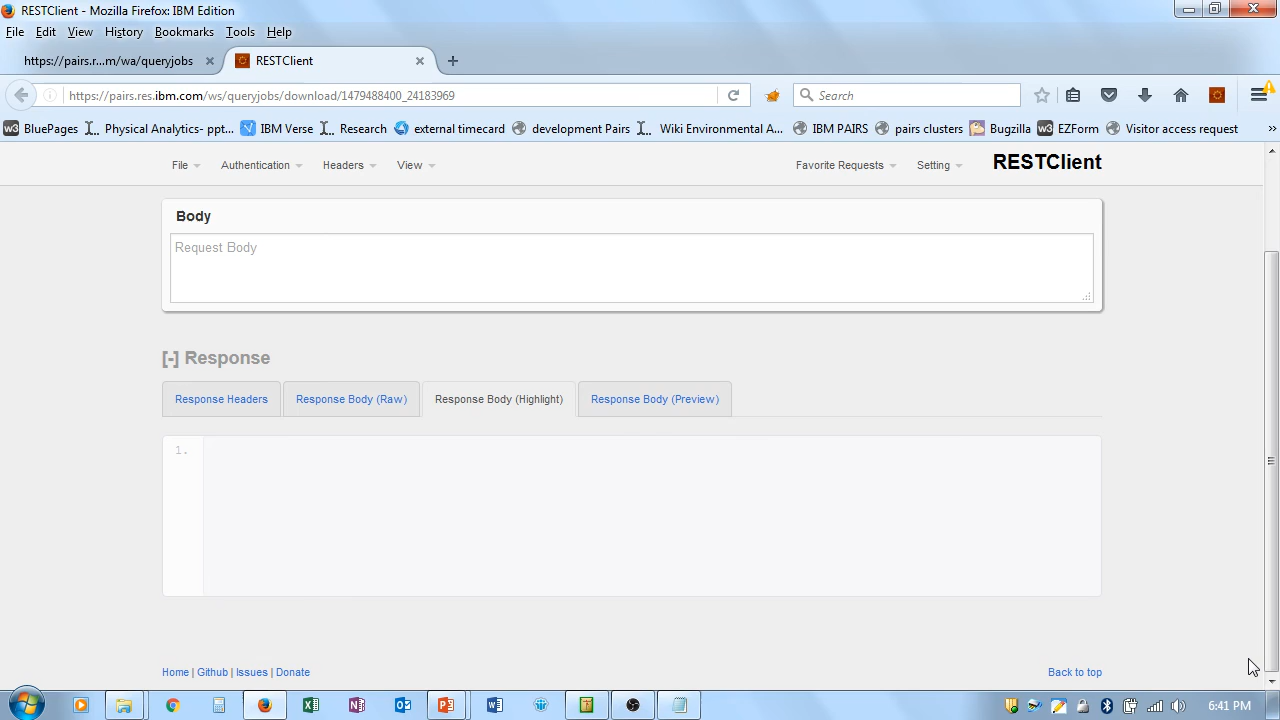 RESTClient - Mozilla Firefox: IBM Edition
File Edit View History Bookmarks Tools Help
https://pairs.r...m/wa/queryjobs RESTClient
https://pairs.res.ibm.com/ws/queryjobs/download/1479488400_24183969 Search
w3 BluePages Physical Analytics- ppt... IBM Verse Research external timecard development Pairs Wiki Environmental A... IBM PAIRS pairs clusters Bugzilla w3 EZForm Visitor access request
File Authentication Headers View Favorite Requests Setting RESTClient
Body
Request Body
[-] Response
Response Headers Response Body (Raw) Response Body (Highlight) Response Body (Preview)
1.
Home | Github | Issues | Donate Back to top
6:41 PM